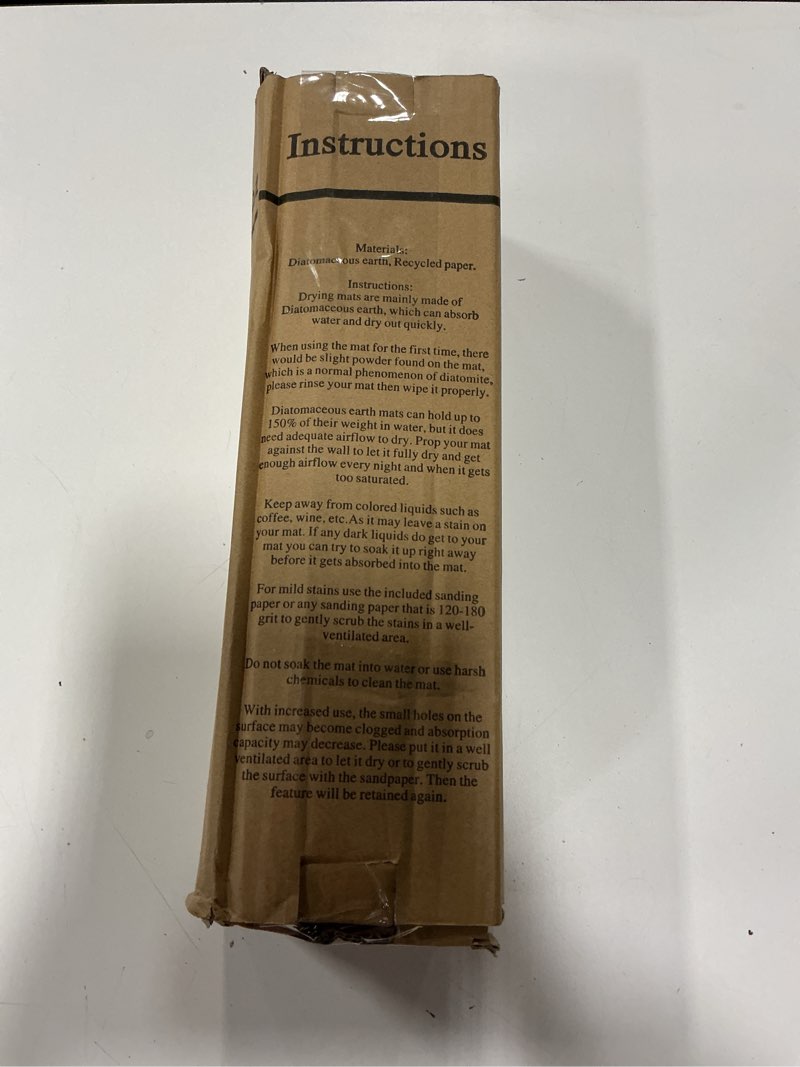 Instructions
Materials:
Diatomaceous earth, Recycled paper.
Instructions:
Drying mats are mainly made of
Diatomaceous earth, which can absorb
water and dry out quickly.
When using the mat for the first time, there
would be slight powder found on the mat,
which is a normal phenomenon of diatomite,
please rinse your mat then wipe it properly.
Diatomaceous earth mats can hold up to
150% of their weight in water, but it does
need adequate airflow to dry. Prop your mat
against the wall to let it fully dry and get
enough airflow every night and when it gets
too saturated.
Keep away from colored liquids such as
coffee, wine, etc.As it may leave a stain on
your mat. If any dark liquids do get to your
mat you can try to soak it up right away
before it gets absorbed into the mat.
For mild stains use the included sanding
paper or any sanding paper that is 120-180
grit to gently scrub the stains in a well-
ventilated area.
Do not soak the mat into water or use harsh
chemicals to clean the mat.
With increased use, the small holes on the
surface may become clogged and absorption
capacity may decrease. Please put it in a well
ventilated area to let it dry or to gently scrub
the surface with the sandpaper. Then the
feature will be retained again.